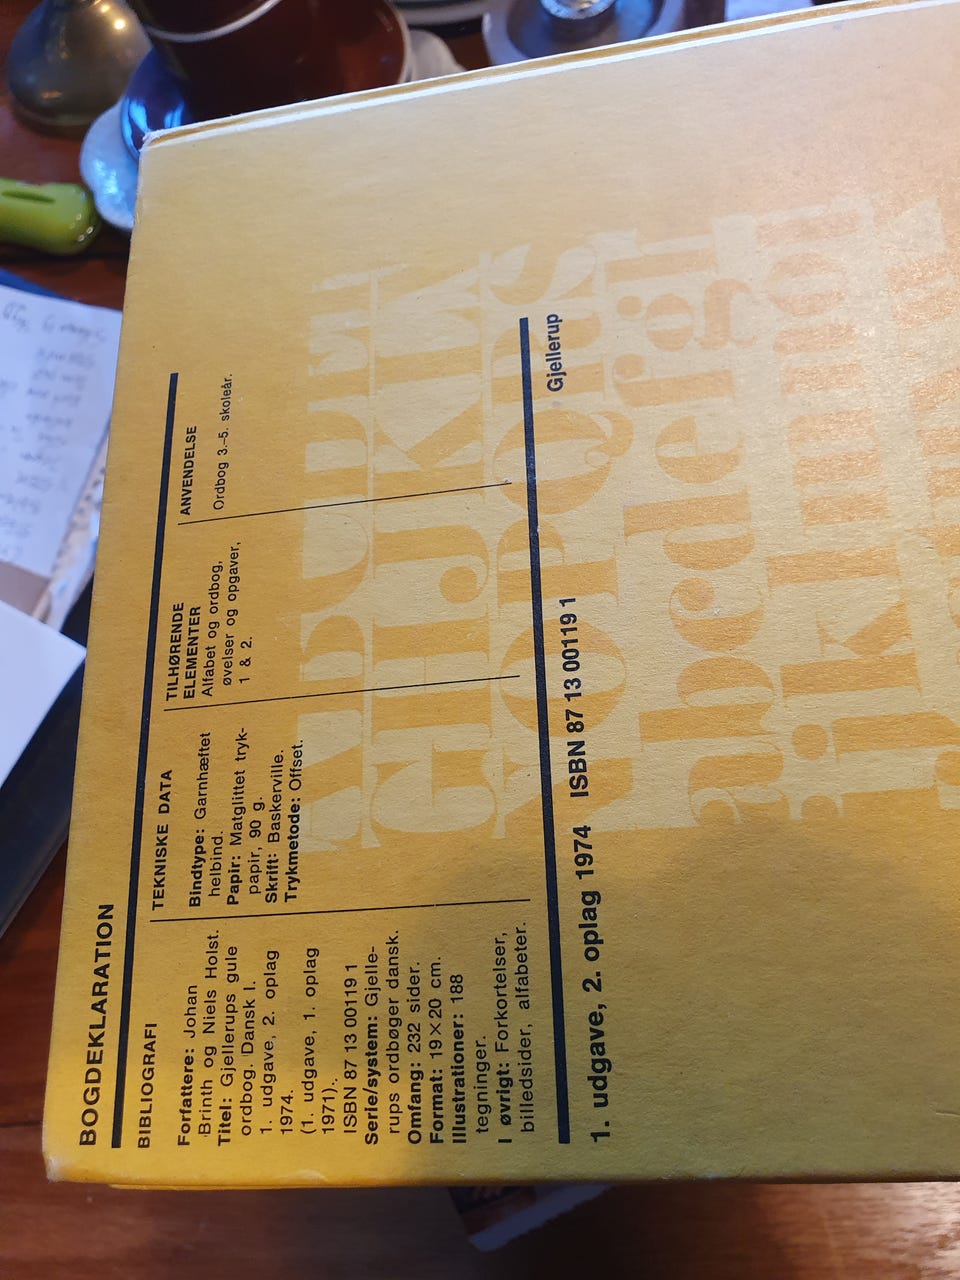 BOGDEKLARATION
BIBLIOGRAFI
Forfattere: Johan
Brinth og Niels Holst.
Titel: Gjellerups gule
ordbog. Dansk I.
1. udgave, 2. oplag
1974.
(1. udgave, 1. oplag
1971).
ISBN 87 13 00119 1
Serie/system: Gjelle-
rups ordbøger dansk.
Omfang: 232 sider.
Format: 19×20 cm.
Illustrationer: 188
tegninger.
I øvrigt: Forkortelser,
billedsider, alfabeter.
TEKNISKE DATA
Bindtype: Garnhæftet
helbind.
Papir: Matglittet tryk-
papir, 90 g.
Skrift: Baskerville.
Trykmetode: Offset.
TILHØRENDE
ELEMENTER
Alfabet og ordbog,
øvelser og opgaver,
1 & 2.
ANVENDELSE
Ordbog 3.-5. skoleår.
1. udgave, 2. oplag 1974 ISBN 87 13 00119 1 Gjellerup